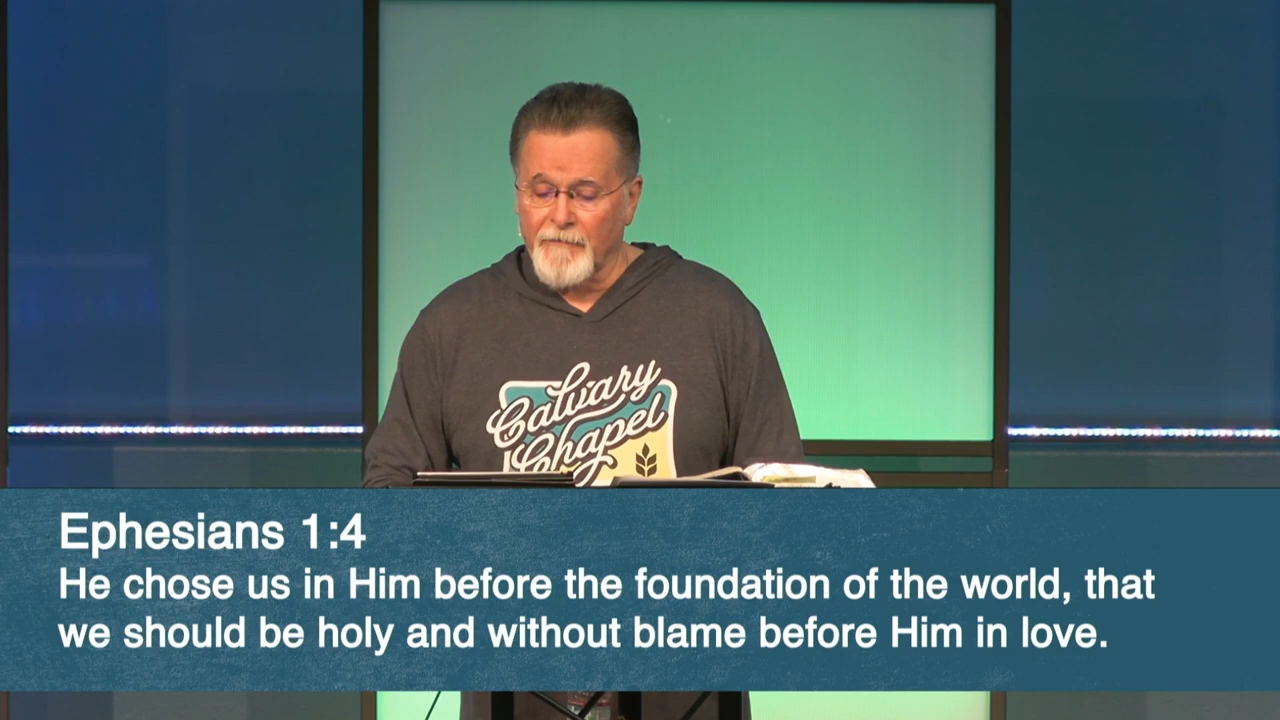 Calvary
Chapel
Ephesians 1:4
He chose us in Him before the foundation of the world, that
we should be holy and without blame before Him in love.